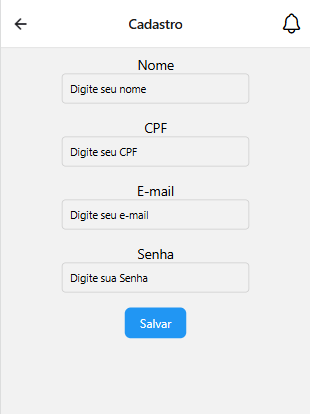 Cadastro
Nome
Digite seu nome
CPF
Digite seu CPF
E-mail
Digite seu e-mail
Senha
Digite sua Senha
Salvar